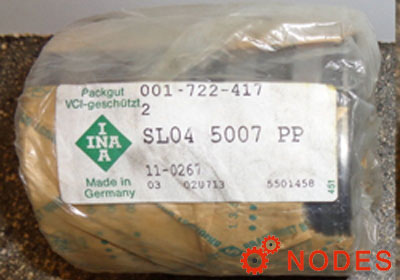 Packgut 001-722-417
VCI-geschützt 2
INA
SL04 5007 PP
11-0267
Made in
Germany
03 020713 5501458
451
NODES